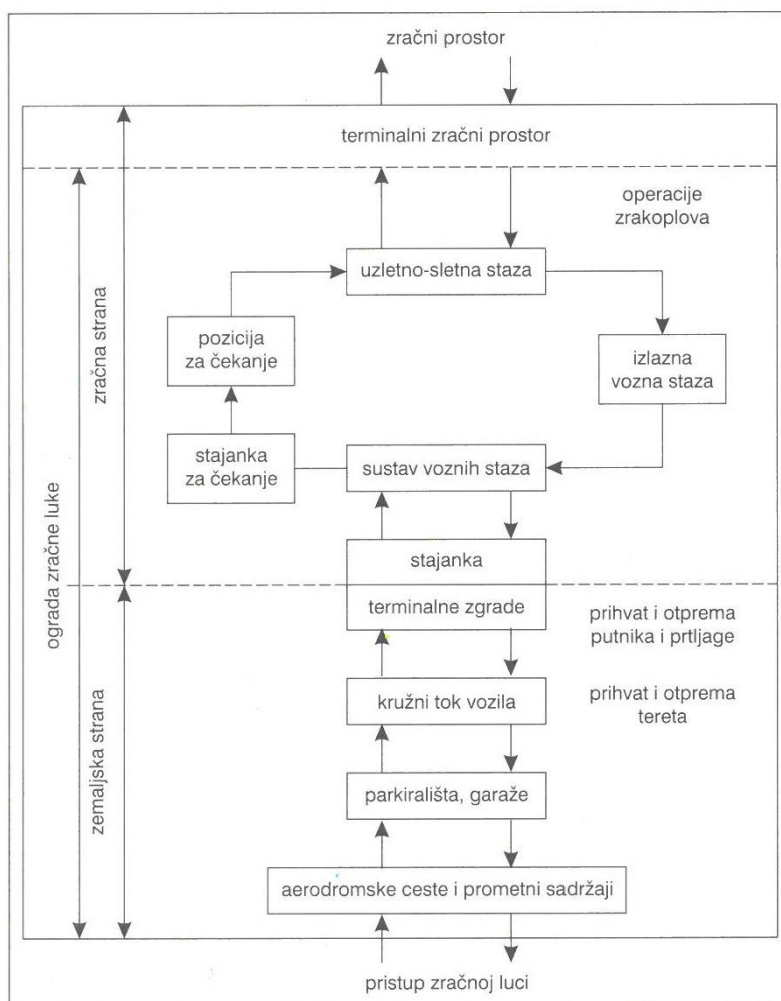 zračni prostor
terminalni zračni prostor
operacije
zrakoplova
uzletno-sletna staza
pozicija
za čekanje
izlazna
vozna staza
zračna strana
stajanka
za čekanje
sustav voznih staza
ograda zračne luke
stajanka
terminalne zgrade
prihvat i otprema
putnika i prtljage
kružni tok vozila
prihvat i otprema
tereta
zemaljska strana
parkirališta, garaže
aerodromske ceste i prometni sadržaji
pristup zračnoj luci